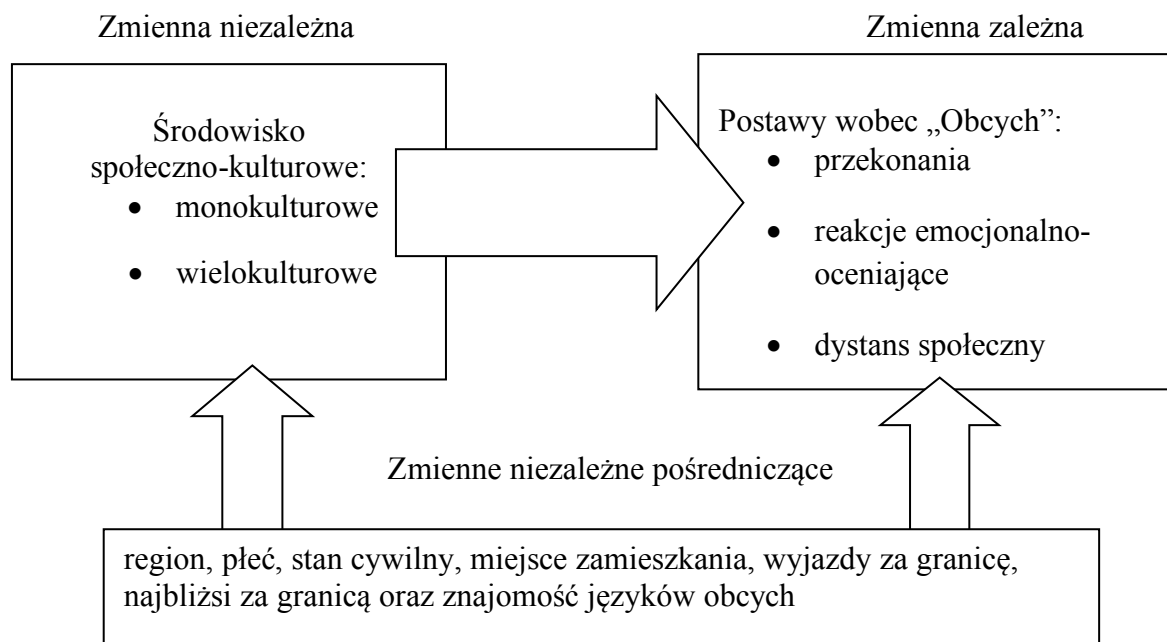 Zmienna niezależna
Zmienna zależna
Środowisko
społeczno-kulturowe:
• monokulturowe
• wielokulturowe
Postawy wobec „Obcych”:
• przekonania
• reakcje emocjonalno-
oceniające
• dystans społeczny
Zmienne niezależne pośredniczące
region, płeć, stan cywilny, miejsce zamieszkania, wyjazdy za granicę,
najbliżsi za granicą oraz znajomość języków obcych